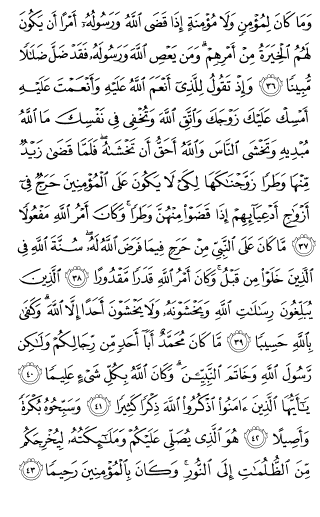 وَمَا كَانَ لِمُؤْمِنٍ وَلَا مُؤْمِنَةٍ إِذَا قَضَى ٱللَّهُ وَرَسُولُهُۥٓ أَمْرًا أَن يَكُونَ
لَهُمُ ٱلْخِيَرَةُ مِنْ أَمْرِهِمْ ۗ وَمَن يَعْصِ ٱللَّهَ وَرَسُولَهُۥ فَقَدْ ضَلَّ ضَلَٰلًا
مُّبِينًا ٣٦ وَإِذْ تَقُولُ لِلَّذِىٓ أَنْعَمَ ٱللَّهُ عَلَيْهِ وَأَنْعَمْتَ عَلَيْهِ
أَمْسِكْ عَلَيْكَ زَوْجَكَ وَٱتَّقِ ٱللَّهَ وَتُخْفِى فِى نَفْسِكَ مَا ٱللَّهُ
مُبْدِيهِ وَتَخْشَى ٱلنَّاسَ وَٱللَّهُ أَحَقُّ أَن تَخْشَىٰهُ ۖ فَلَمَّا قَضَىٰ زَيْدٌ
مِّنْهَا وَطَرًا زَوَّجْنَٰكَهَا لِكَىْ لَا يَكُونَ عَلَى ٱلْمُؤْمِنِينَ حَرَجٌ فِىٓ
أَزْوَٰجِ أَدْعِيَآئِهِمْ إِذَا قَضَوْا۟ مِنْهُنَّ وَطَرًا ۚ وَكَانَ أَمْرُ ٱللَّهِ مَفْعُولًا
٣٧ مَّا كَانَ عَلَى ٱلنَّبِىِّ مِنْ حَرَجٍ فِيمَا فَرَضَ ٱللَّهُ لَهُۥ ۖ سُنَّةَ ٱللَّهِ فِى
ٱلَّذِينَ خَلَوْا۟ مِن قَبْلُ ۚ وَكَانَ أَمْرُ ٱللَّهِ قَدَرًا مَّقْدُورًا ٣٨ ٱلَّذِينَ
يُبَلِّغُونَ رِسَٰلَٰتِ ٱللَّهِ وَيَخْشَوْنَهُۥ وَلَا يَخْشَوْنَ أَحَدًا إِلَّا ٱللَّهَ ۗ وَكَفَىٰ
بِٱللَّهِ حَسِيبًا ٣٩ مَّا كَانَ مُحَمَّدٌ أَبَآ أَحَدٍ مِّن رِّجَالِكُمْ وَلَٰكِن
رَّسُولَ ٱللَّهِ وَخَاتَمَ ٱلنَّبِيِّـۧنَ ۗ وَكَانَ ٱللَّهُ بِكُلِّ شَىْءٍ عَلِيمًا ٤٠
يَٰٓأَيُّهَا ٱلَّذِينَ ءَامَنُوا۟ ٱذْكُرُوا۟ ٱللَّهَ ذِكْرًا كَثِيرًا ٤١ وَسَبِّحُوهُ بُكْرَةً
وَأَصِيلًا ٤٢ هُوَ ٱلَّذِى يُصَلِّى عَلَيْكُمْ وَمَلَٰٓئِكَتُهُۥ لِيُخْرِجَكُم
مِّنَ ٱلظُّلُمَٰتِ إِلَى ٱلنُّورِ ۚ وَكَانَ بِٱلْمُؤْمِنِينَ رَحِيمًا ٤٣